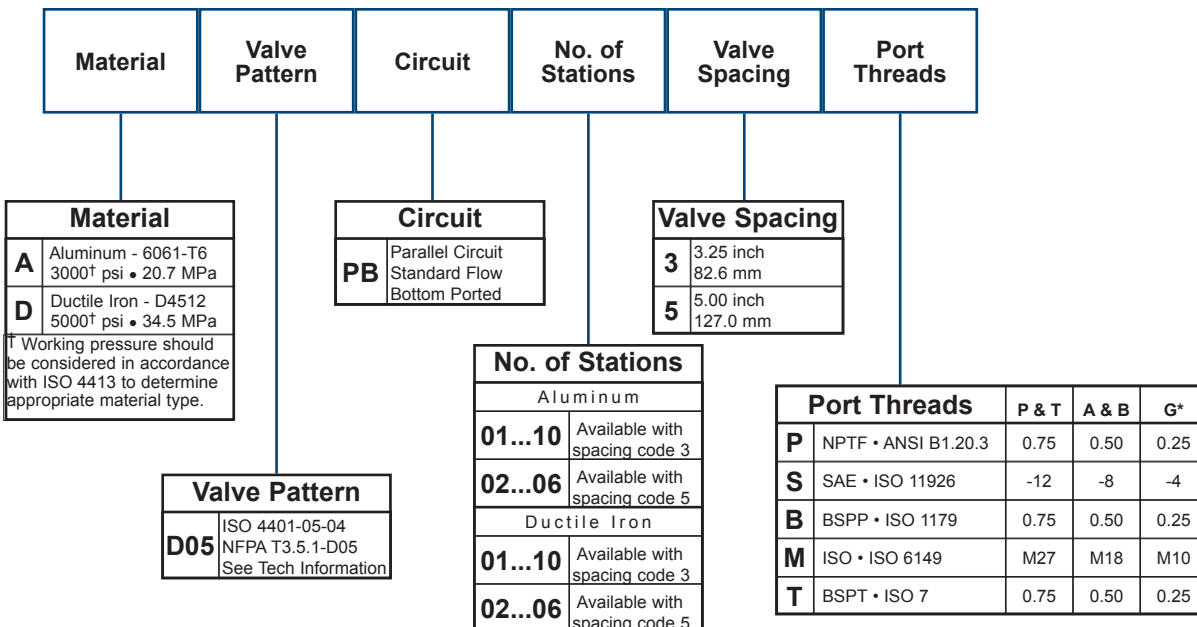 Material
Valve
Pattern
Circuit
No. of
Stations
Valve
Spacing
Port
Threads
Material
A Aluminum - 6061-T6
3000† psi • 20.7 MPa
D Ductile Iron - D4512
5000† psi • 34.5 MPa
† Working pressure should
be considered in accordance
with ISO 4413 to determine
appropriate material type.
Circuit
PB Parallel Circuit
Standard Flow
Bottom Ported
Valve Spacing
3 3.25 inch
82.6 mm
5 5.00 inch
127.0 mm
No. of Stations
Aluminum
01...10 Available with
spacing code 3
02...06 Available with
spacing code 5
Ductile Iron
01...10 Available with
spacing code 3
02...06 Available with
spacing code 5
Port Threads P & T A & B G*
P NPTF • ANSI B1.20.3 0.75 0.50 0.25
S SAE • ISO 11926 -12 -8 -4
B BSPP • ISO 1179 0.75 0.50 0.25
M ISO • ISO 6149 M27 M18 M10
T BSPT • ISO 7 0.75 0.50 0.25
Valve Pattern
D05 ISO 4401-05-04
NFPA T3.5.1-D05
See Tech Information